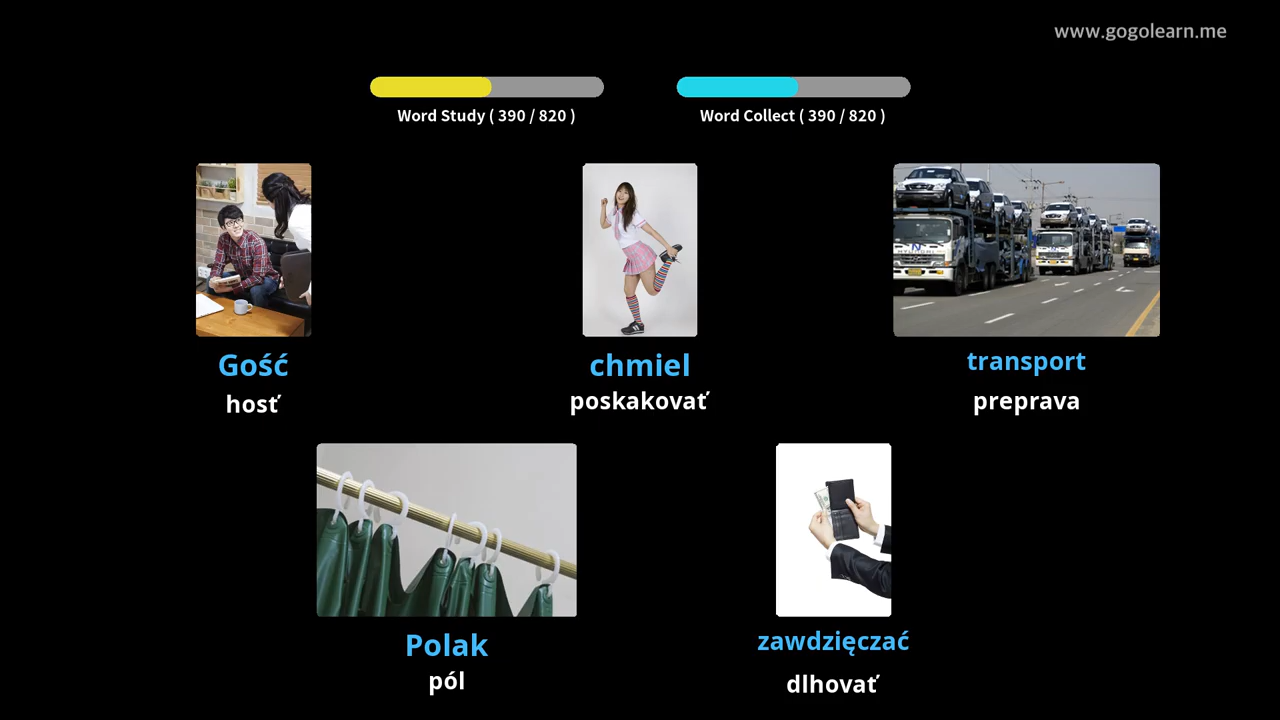 www.gogolearn.me
Word Study ( 390 / 820 )
Word Collect ( 390 / 820 )
Gość
hosť
chmiel
poskakovať
transport
preprava
Polak
pól
zawdzięczać
dlhovať